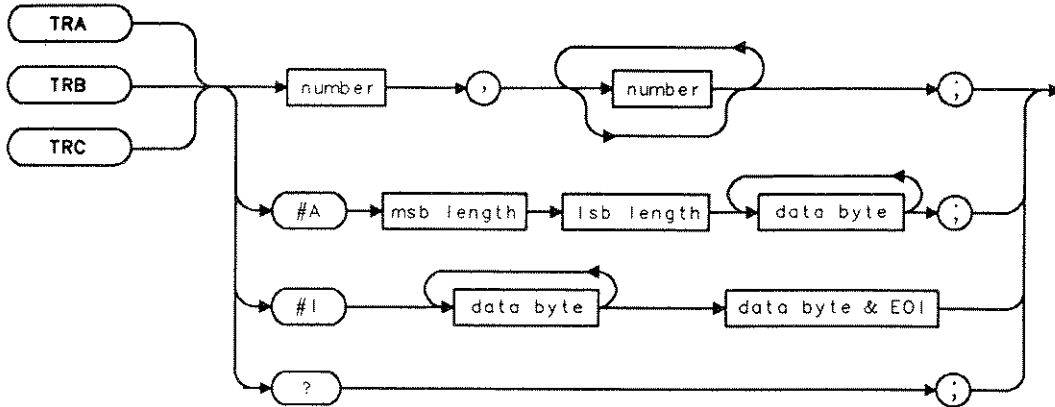 TRA
TRB
TRC
number , number ;
#A msb length lsb length data byte ;
#I data byte data byte & EOI
? ;